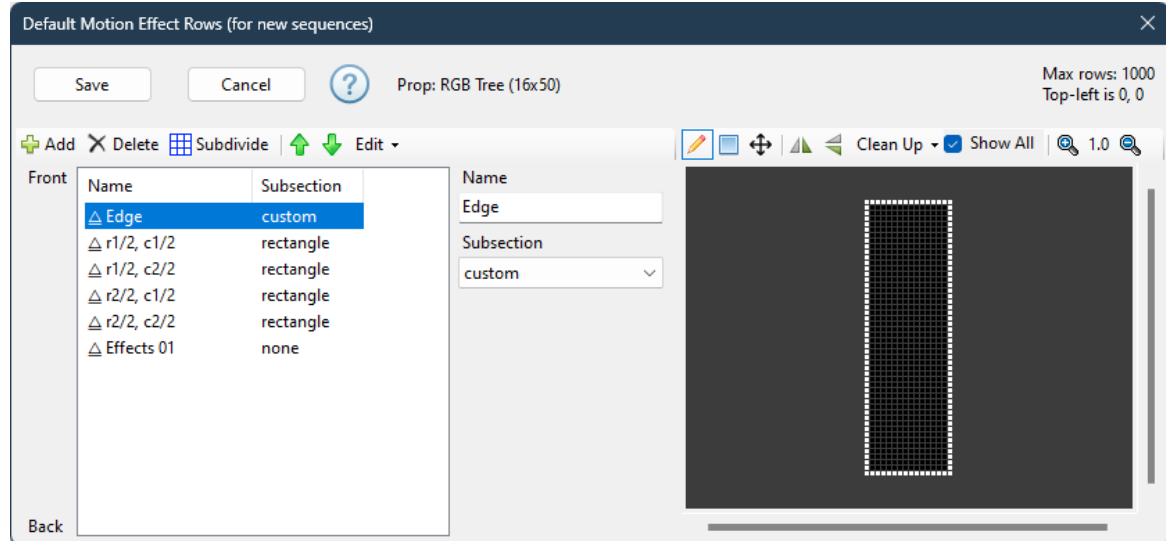 Default Motion Effect Rows (for new sequences)
Save Cancel ? Prop: RGB Tree (16x50)
Max rows: 1000
Top-left is 0, 0
Add Delete Subdivide Edit
Clean Up Show All 1.0
Front
Name Subsection
Edge custom
r1/2, c1/2 rectangle
r1/2, c2/2 rectangle
r2/2, c1/2 rectangle
r2/2, c2/2 rectangle
Effects 01 none
Back
Name
Edge
Subsection
custom